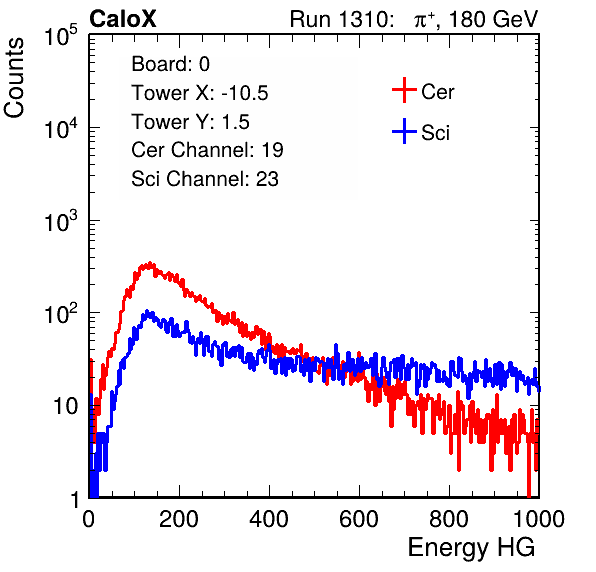 CaloX Run 1310: π⁺, 180 GeV
Counts
10⁵
10⁴
10³
10²
10
1
Board: 0
Tower X: -10.5
Tower Y: 1.5
Cer Channel: 19
Sci Channel: 23
Cer
Sci
0 200 400 600 800 1000
Energy HG